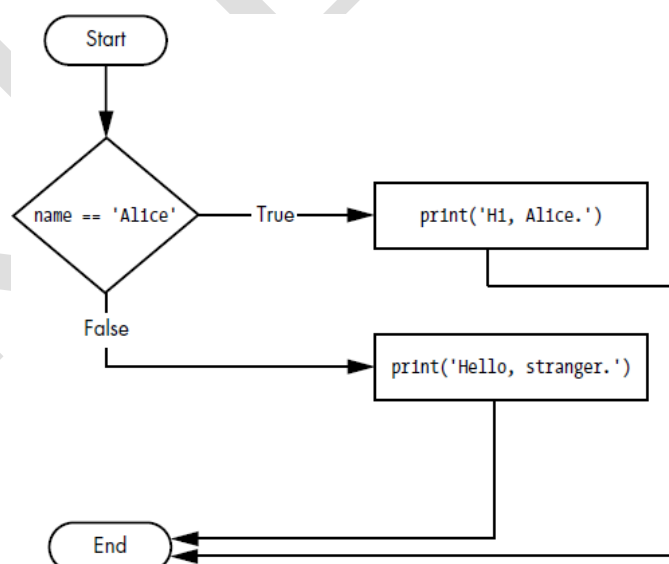 Start
name == 'Alice'
True
print('Hi, Alice.')
False
print('Hello, stranger.')
End